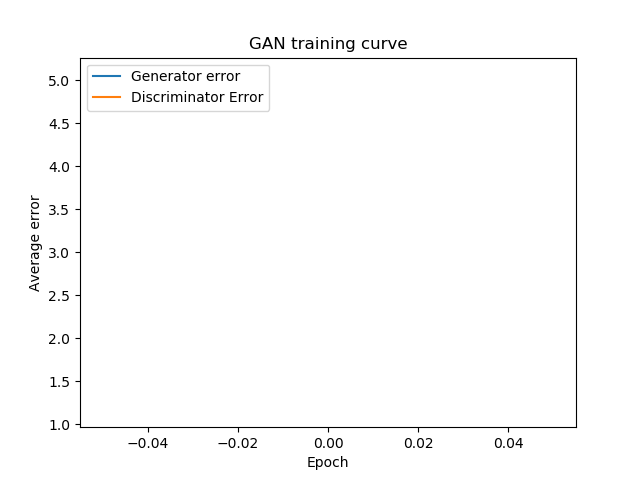 GAN training curve
Generator error
Discriminator Error
Average error
5.0
4.5
4.0
3.5
3.0
2.5
2.0
1.5
1.0
−0.04 −0.02 0.00 0.02 0.04
Epoch